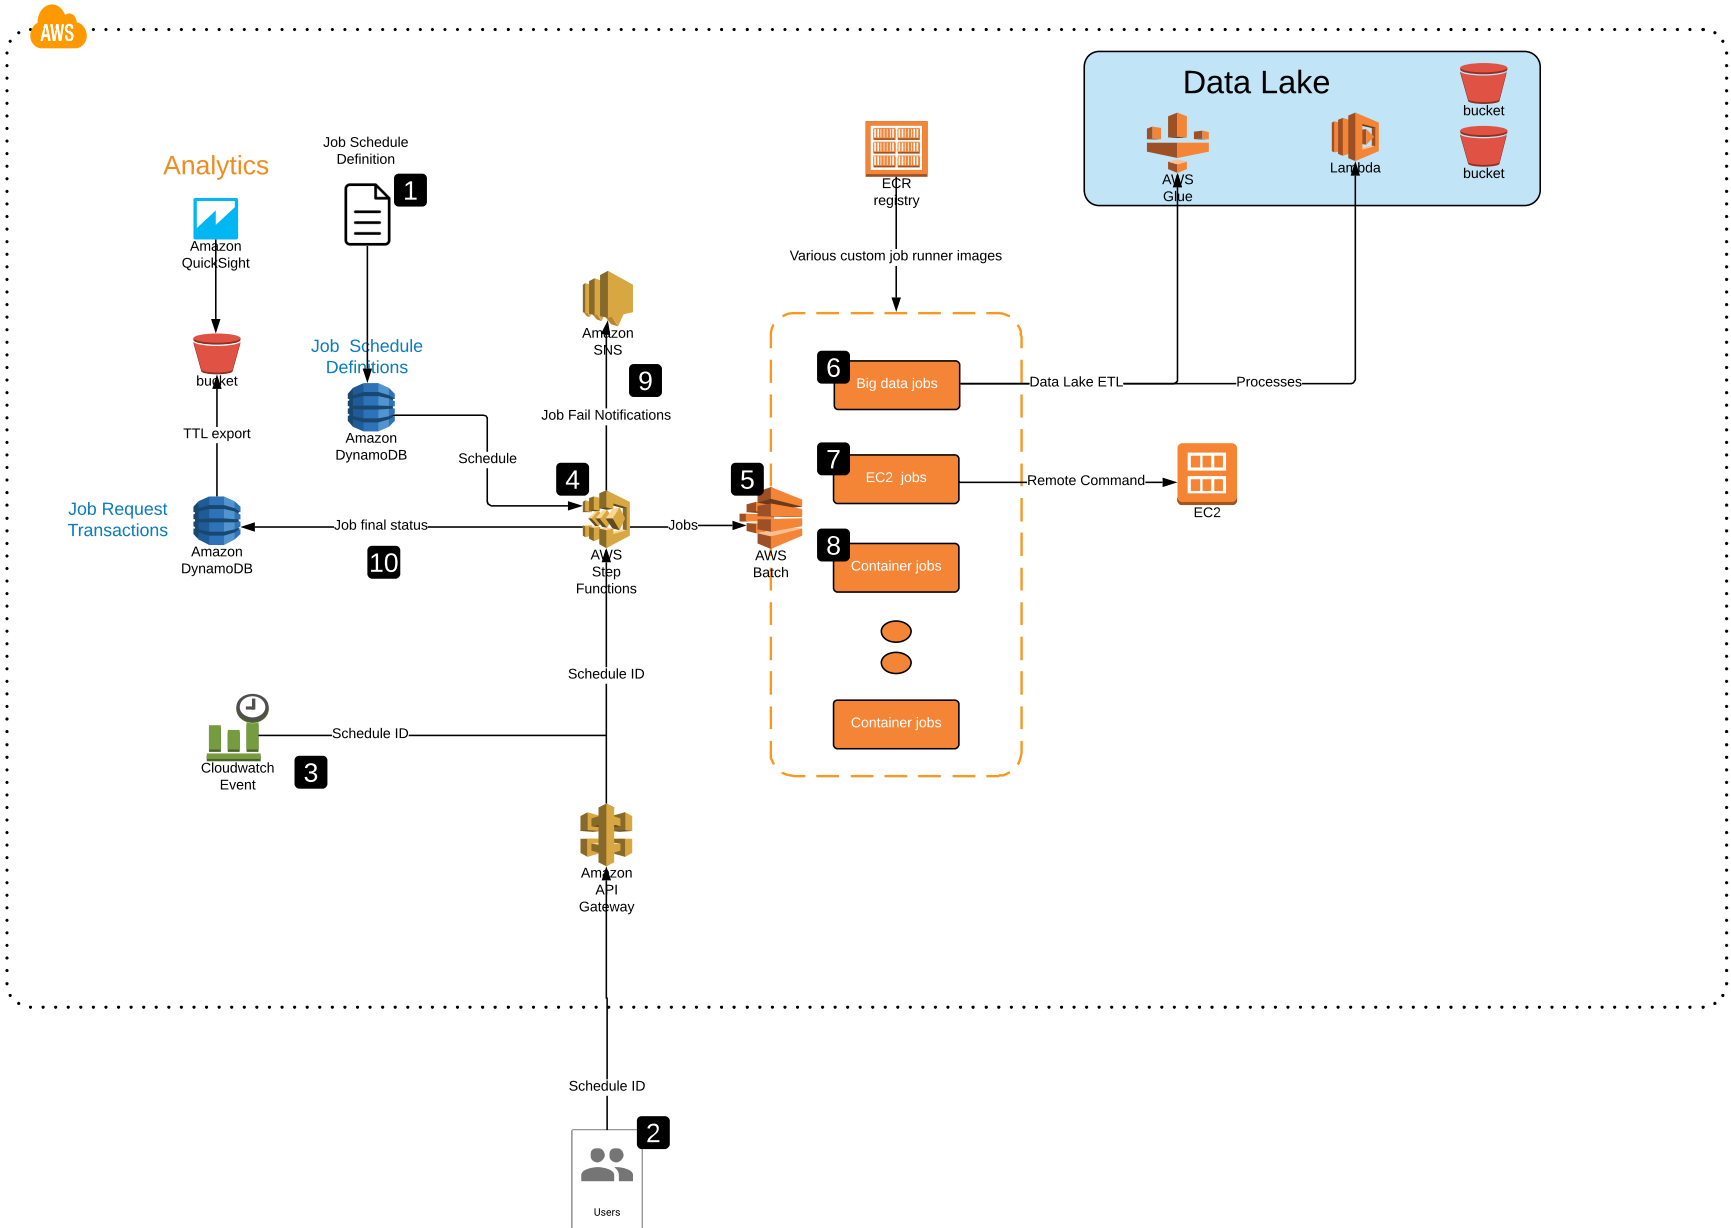 AWS
Data Lake
bucket
bucket
AWS
Glue
Lambda
Job Schedule
Definition
1
Analytics
Amazon
QuickSight
ECR
registry
Various custom job runner images
Amazon
SNS
bucket
Job  Schedule
Definitions
9
6
Big data jobs
Data Lake ETL
Processes
TTL export
Amazon
DynamoDB
Job Fail Notifications
Schedule
4
5
7
EC2  jobs
Remote Command
EC2
Job Request
Transactions
Amazon
DynamoDB
Job final status
10
AWS
Step
Functions
Jobs
AWS
Batch
8
Container jobs
Schedule ID
Container jobs
Cloudwatch
Event
Schedule ID
3
Amazon
API
Gateway
Schedule ID
2
Users